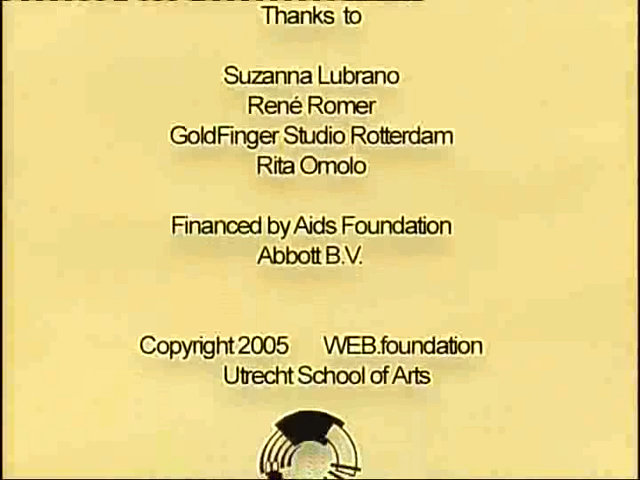 Thanks to
Suzanna Lubrano
René Romer
GoldFinger Studio Rotterdam
Rita Omolo
Financed by Aids Foundation
Abbott B.V.
Copyright 2005 WEB.foundation
Utrecht School of Arts